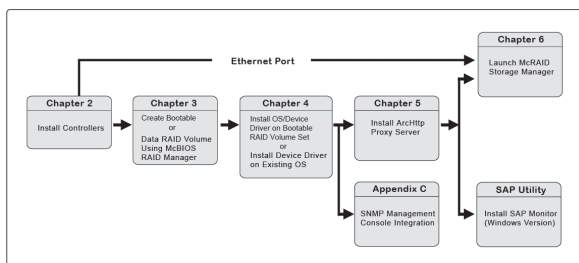 Chapter 6
Launch McRAID
Storage Manager
Ethernet Port
Chapter 2
Install Controllers
Chapter 3
Create Bootable
or
Data RAID Volume
Using McBIOS
RAID Manager
Chapter 4
Install OS/Device
Driver on Bootable
RAID Volume Set
or
Install Device Driver
on Existing OS
Chapter 5
Install ArcHttp
Proxy Server
Appendix C
SNMP Management
Console Integration
SAP Utility
Install SAP Monitor
(Windows Version)